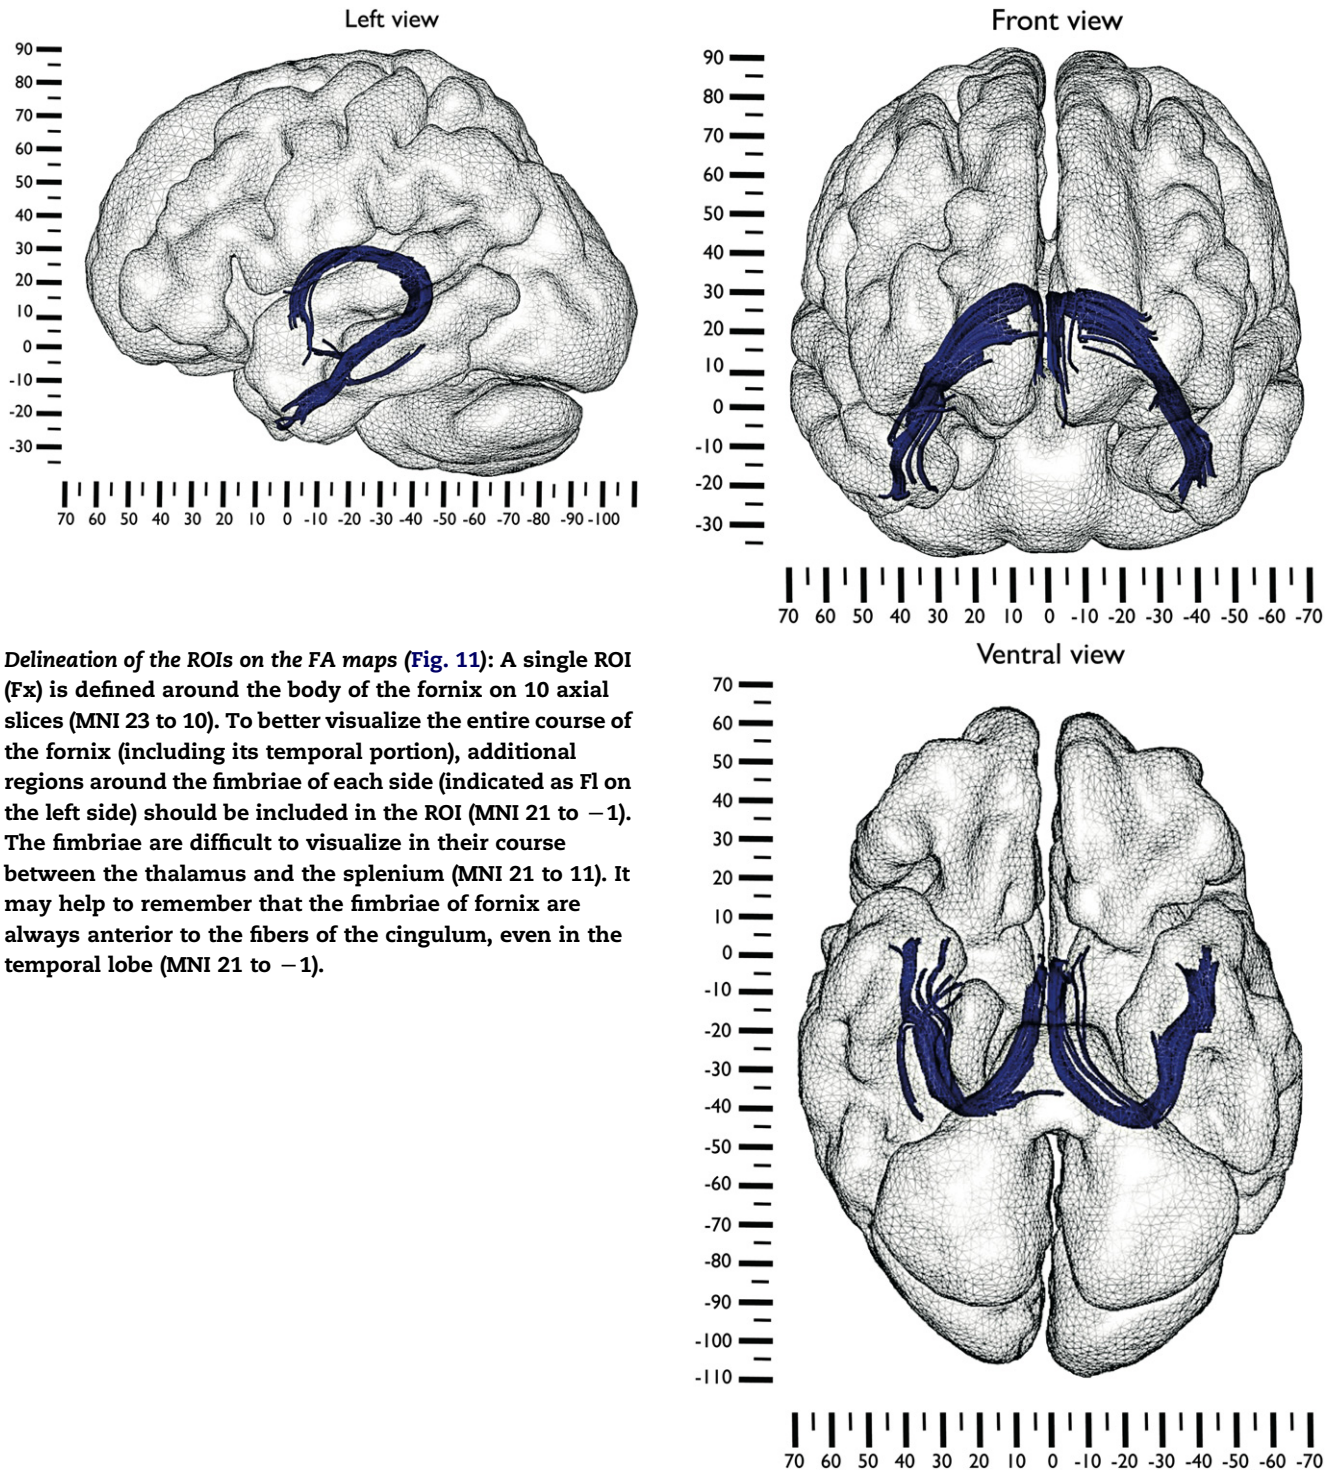 Left view
90
80
70
60
50
40
30
20
10
0
-10
-20
-30
70 60 50 40 30 20 10 0 -10 -20 -30 -40 -50 -60 -70 -80 -90 -100
Front view
90
80
70
60
50
40
30
20
10
0
-10
-20
-30
70 60 50 40 30 20 10 0 -10 -20 -30 -40 -50 -60 -70
Delineation of the ROIs on the FA maps (Fig. 11): A single ROI
(Fx) is defined around the body of the fornix on 10 axial
slices (MNI 23 to 10). To better visualize the entire course of
the fornix (including its temporal portion), additional
regions around the fimbriae of each side (indicated as Fl on
the left side) should be included in the ROI (MNI 21 to −1).
The fimbriae are difficult to visualize in their course
between the thalamus and the splenium (MNI 21 to 11). It
may help to remember that the fimbriae of fornix are
always anterior to the fibers of the cingulum, even in the
temporal lobe (MNI 21 to −1).
Ventral view
70
60
50
40
30
20
10
0
-10
-20
-30
-40
-50
-60
-70
-80
-90
-100
-110
70 60 50 40 30 20 10 0 -10 -20 -30 -40 -50 -60 -70